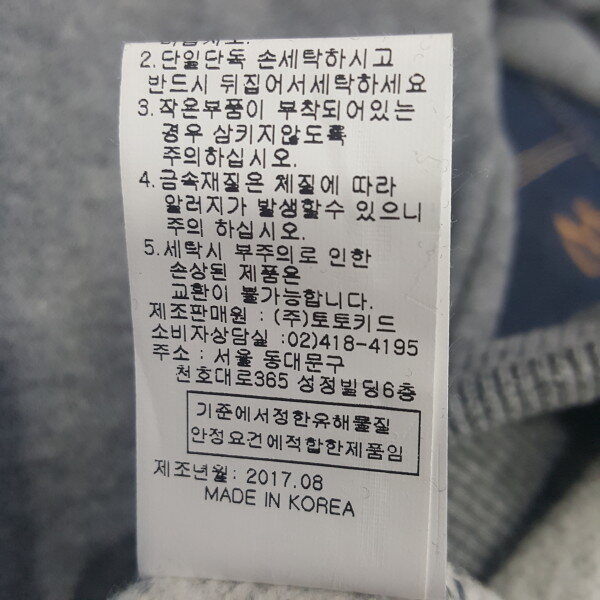 하십시오.
2.단일단독 손세탁하시고
반드시 뒤집어서세탁하세요
3.작은부품이 부착되어있는
경우 삼키지않도록
주의하십시오.
4.금속재질은 체질에 따라
알러지가 발생할수 있으니
주의 하십시오.
5.세탁시 부주의로 인한
손상된 제품은
교환이 불가능합니다.
제조판매원 : (주)토토키드
소비자상담실 :02)418-4195
주소 : 서울 동대문구
천호대로365 성정빌딩6층
기준에서정한유해물질
안정요건에적합한제품임
제조년월: 2017.08
MADE IN KOREA